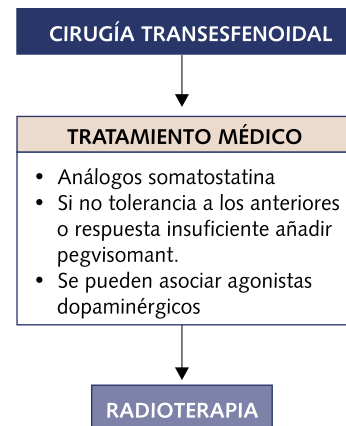 CIRUGÍA TRANSESFENOIDAL
TRATAMIENTO MÉDICO
• Análogos somatostatina
• Si no tolerancia a los anteriores
o respuesta insuficiente añadir
pegvisomant.
• Se pueden asociar agonistas
dopaminérgicos
RADIOTERAPIA